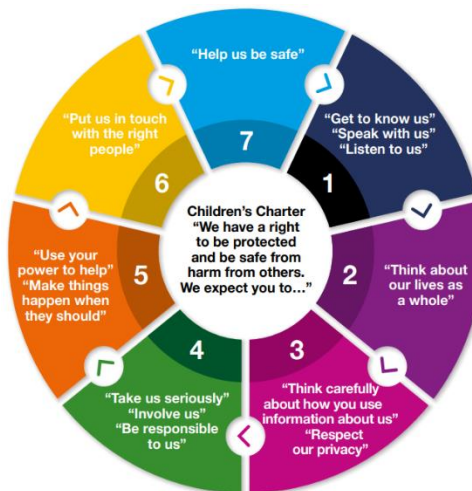 Children's Charter
“We have a right
to be protected
and be safe from
harm from others.
We expect you to…”
1
“Get to know us”
“Speak with us”
“Listen to us”
2
“Think about
our lives as
a whole”
3
“Think carefully
about how you use
information about us”
“Respect
our privacy”
4
“Take us seriously”
“Involve us”
“Be responsible
to us”
5
“Use your
power to help”
“Make things
happen when
they should”
6
“Put us in touch
with the right
people”
7
“Help us be safe”